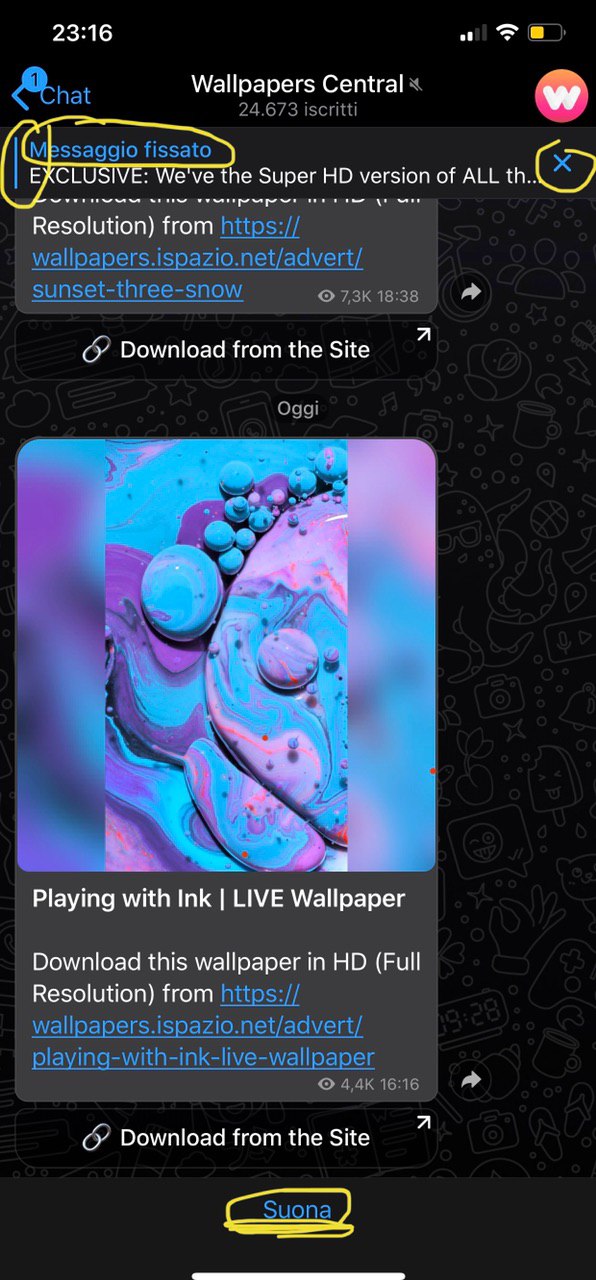 23:16
1
Chat
Wallpapers Central
24.673 iscritti
W
Messaggio fissato
EXCLUSIVE: We've the Super HD version of ALL th...
Download this wallpaper in HD (Full
Resolution) from https://
wallpapers.ispazio.net/advert/
sunset-three-snow
7,3K 18:38
Download from the Site
Oggi
Playing with Ink | LIVE Wallpaper
Download this wallpaper in HD (Full
Resolution) from https://
wallpapers.ispazio.net/advert/
playing-with-ink-live-wallpaper
4,4K 16:16
Download from the Site
Suona